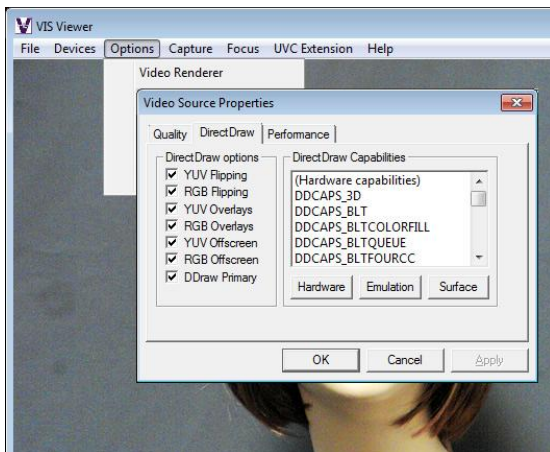 VIS Viewer
File Devices Options Capture Focus UVC Extension Help
Video Renderer
Video Source Properties
Quality DirectDraw Performance
DirectDraw options
YUV Flipping
RGB Flipping
YUV Overlays
RGB Overlays
YUV Offscreen
RGB Offscreen
DDraw Primary
DirectDraw Capabilities
(Hardware capabilities)
DDCAPS_3D
DDCAPS_BLT
DDCAPS_BLTCOLORFILL
DDCAPS_BLTQUEUE
DDCAPS_BLTFOURCC
Hardware Emulation Surface
OK Cancel Apply